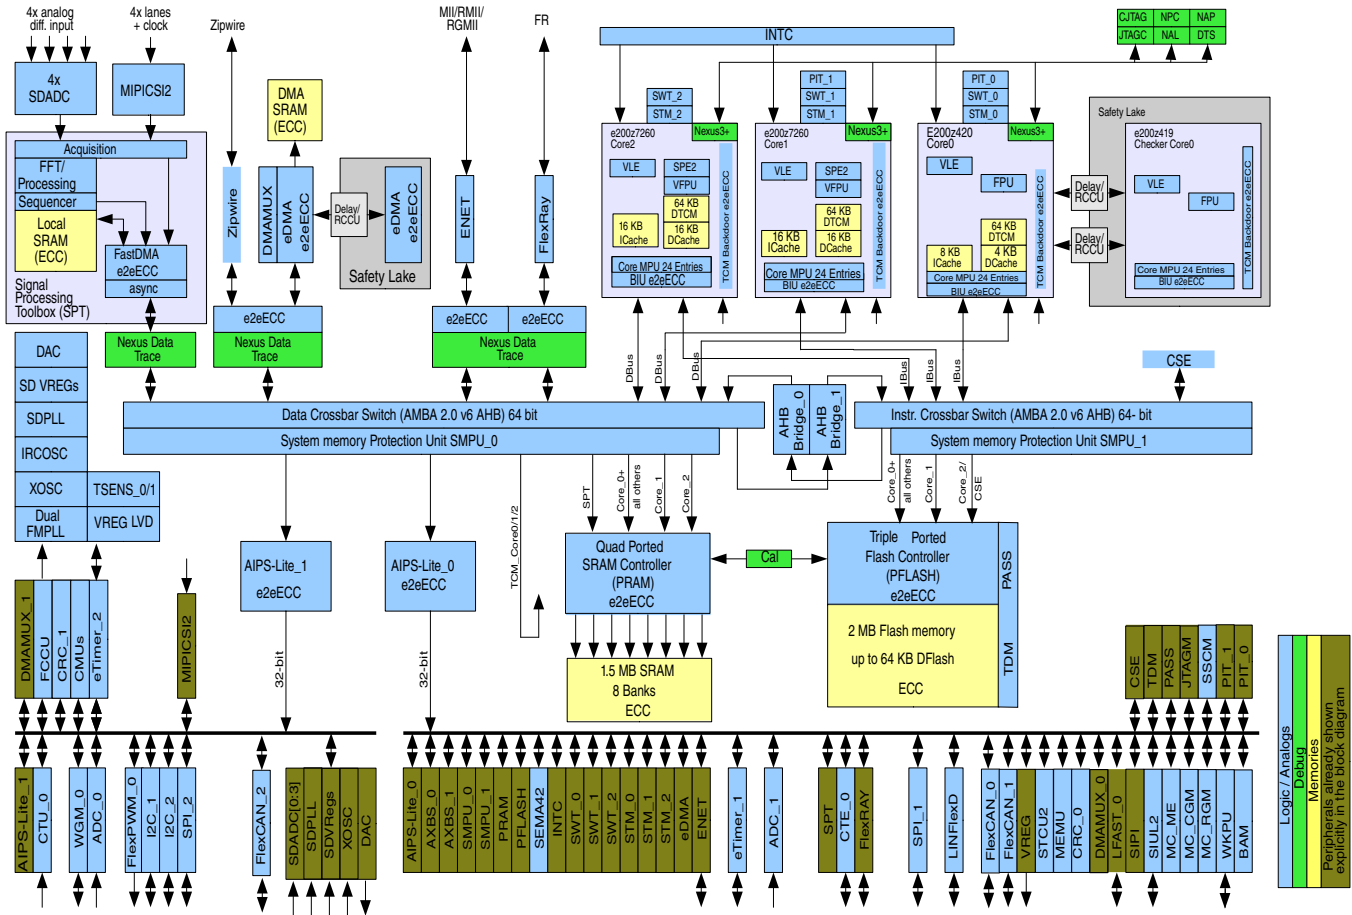 4x analog
diff. input
4x lanes
+ clock
Zipwire
MII/RMII/
RGMII
FR
INTC
CJTAG
NPC
NAP
JTAGC
NAL
DTS
4x
SDADC
MIPICSI2
DMA
SRAM
(ECC)
Acquisition
FFT/
Processing
Sequencer
Local
SRAM
(ECC)
FastDMA
e2eECC
async
Signal
Processing
Toolbox (SPT)
Zipwire
DMAMUX
eDMA
e2eECC
Delay/
RCCU
eDMA
e2eECC
Safety Lake
ENET
FlexRay
SWT_2
STM_2
e200z7260
Core2
Nexus3+
VLE
SPE2
VFPU
64 KB
DTCM
16 KB
ICache
16 KB
DCache
Core MPU 24 Entries
BIU e2eECC
TCM Backdoor e2eECC
PIT_1
SWT_1
STM_1
e200z7260
Core1
Nexus3+
VLE
SPE2
VFPU
64 KB
DTCM
16 KB
ICache
16 KB
DCache
Core MPU 24 Entries
BIU e2eECC
TCM Backdoor e2eECC
PIT_0
SWT_0
STM_0
E200z420
Core0
Nexus3+
VLE
FPU
64 KB
DTCM
8 KB
ICache
4 KB
DCache
Core MPU 24 Entries
BIU e2eECC
TCM Backdoor e2eECC
Delay/
RCCU
Delay/
RCCU
Safety Lake
e200z419
Checker Core0
VLE
FPU
Core MPU 24 Entries
BIU e2eECC
TCM Backdoor e2eECC
e2eECC
e2eECC
e2eECC
Nexus Data
Trace
Nexus Data
Trace
Nexus Data
Trace
DBus
DBus
DBus
IBus
IBus
IBus
CSE
DAC
SD VREGs
SDPLL
IRCOSC
XOSC
TSENS_0/1
Dual
FMPLL
VREG LVD
Data Crossbar Switch (AMBA 2.0 v6 AHB) 64 bit
System memory Protection Unit SMPU_0
AHB
Bridge_0
AHB
Bridge_1
Instr. Crossbar Switch (AMBA 2.0 v6 AHB) 64- bit
System memory Protection Unit SMPU_1
TCM_Core0/1/2
SPT
Core_0+
all others
Core_1
Core_2
Core_0+
all others
Core_1
Core_2/
CSE
AIPS-Lite_1
e2eECC
AIPS-Lite_0
e2eECC
32-bit
32-bit
Quad Ported
SRAM Controller
(PRAM)
e2eECC
Cal
Triple Ported
Flash Controller
(PFLASH)
e2eECC
PASS
TDM
1.5 MB SRAM
8 Banks
ECC
2 MB Flash memory
up to 64 KB DFlash
ECC
DMAMUX_1
FCCU
CRC_1
CMUs
eTimer_2
MIPICSI2
CSE
TDM
PASS
JTAGM
SSCM
PIT_1
PIT_0
AIPS-Lite_1
CTU_0
WGM_0
ADC_0
FlexPWM_0
I2C_1
I2C_2
SPI_2
FlexCAN_2
SDADC[0:3]
SDPLL
SDVRegs
XOSC
DAC
AIPS-Lite_0
AXBS_0
AXBS_1
SMPU_0
SMPU_1
PRAM
PFLASH
SEMA42
INTC
SWT_0
SWT_1
SWT_2
STM_0
STM_1
STM_2
eDMA
ENET
eTimer_1
ADC_1
SPT
CTE_0
FlexRAY
SPI_1
LINFlexD
FlexCAN_0
FlexCAN_1
VREG
STCU2
MEMU
CRC_0
DMAMUX_0
LFAST_0
SIPI
SIUL2
MC_ME
MC_CGM
MC_RGM
WKPU
BAM
Logic / Analogs
Debug
Memories
Peripherals already shown
explicity in the block diagram